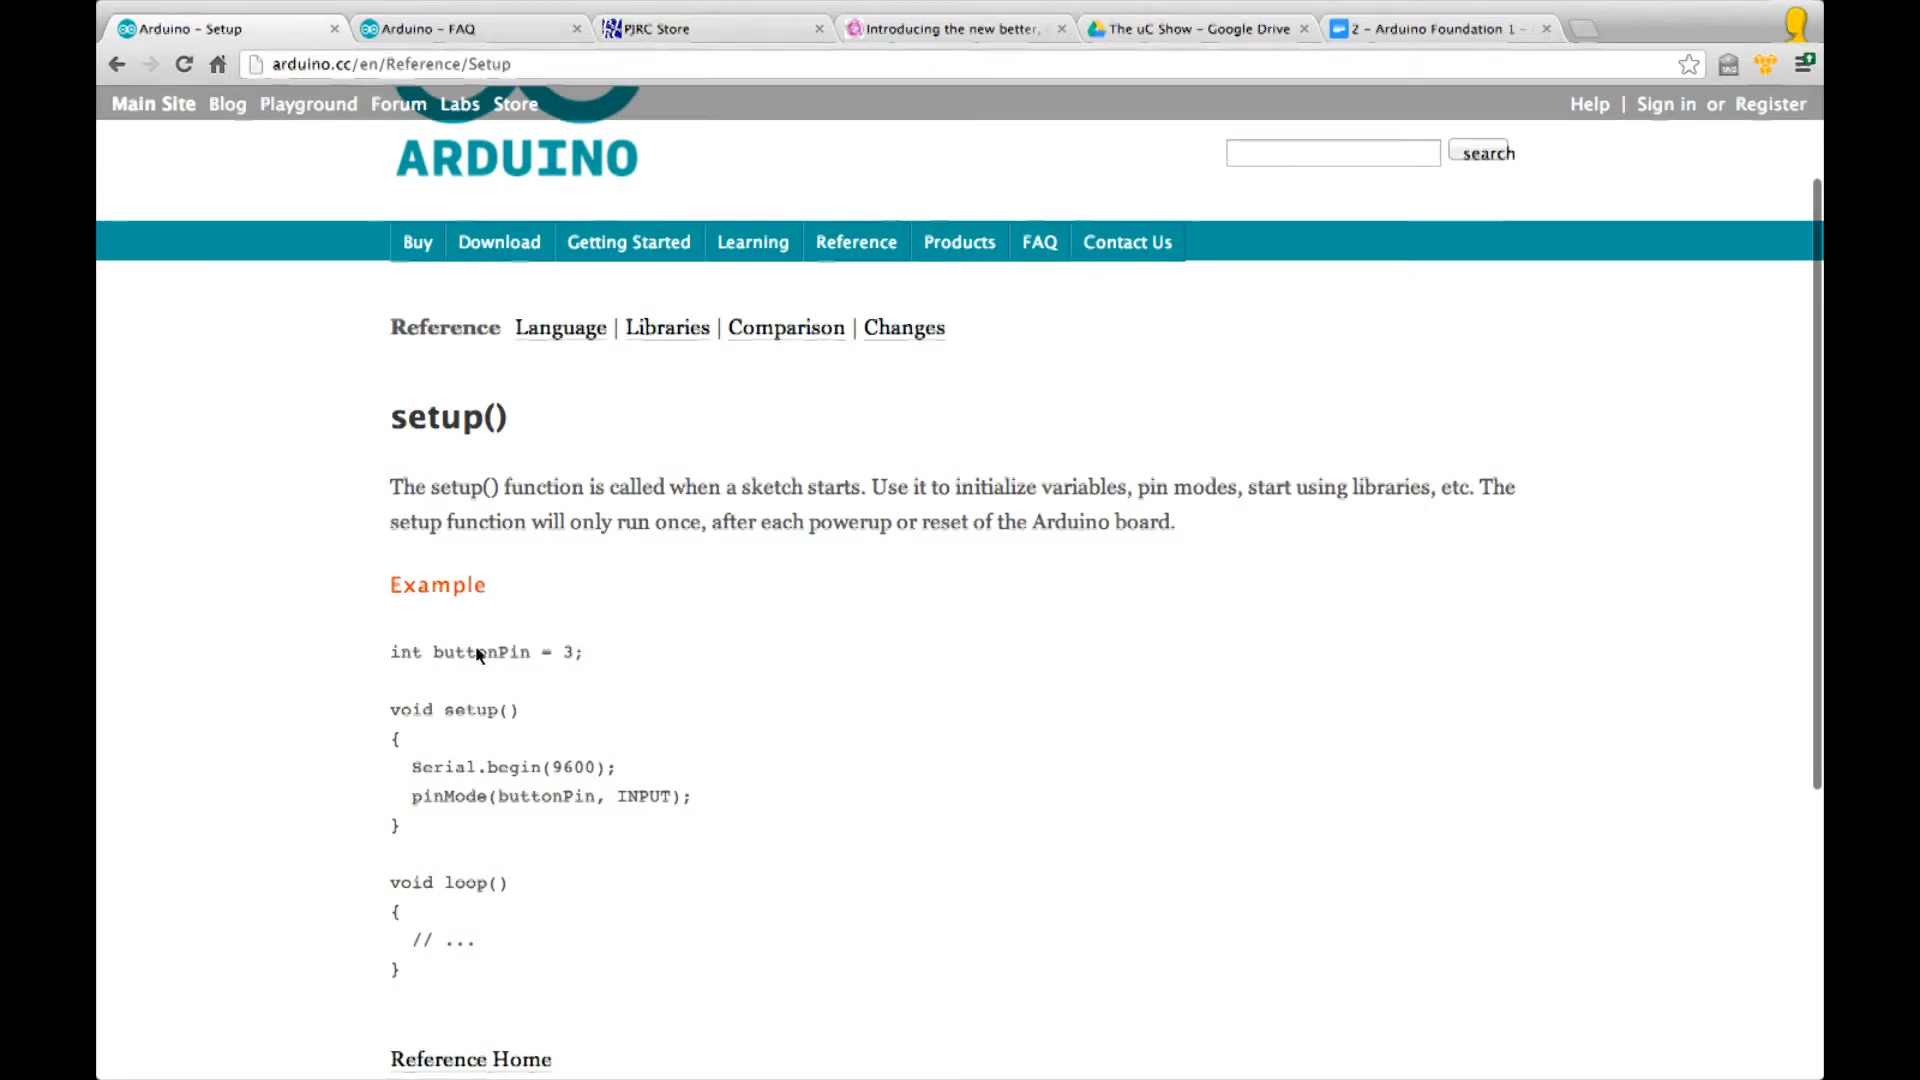 Arduino - Setup
Arduino - FAQ
PJRC Store
Introducing the new better,
The uC Show - Google Drive
2 - Arduino Foundation 1 -
arduino.cc/en/Reference/Setup
Main Site Blog Playground Forum Labs Store
Help | Sign in or Register
ARDUINO
search
Buy Download Getting Started Learning Reference Products FAQ Contact Us
Reference Language | Libraries | Comparison | Changes
setup()
The setup() function is called when a sketch starts. Use it to initialize variables, pin modes, start using libraries, etc. The
setup function will only run once, after each powerup or reset of the Arduino board.
Example
int buttonPin = 3;
void setup()
{
Serial.begin(9600);
pinMode(buttonPin, INPUT);
}
void loop()
{
// ...
}
Reference Home